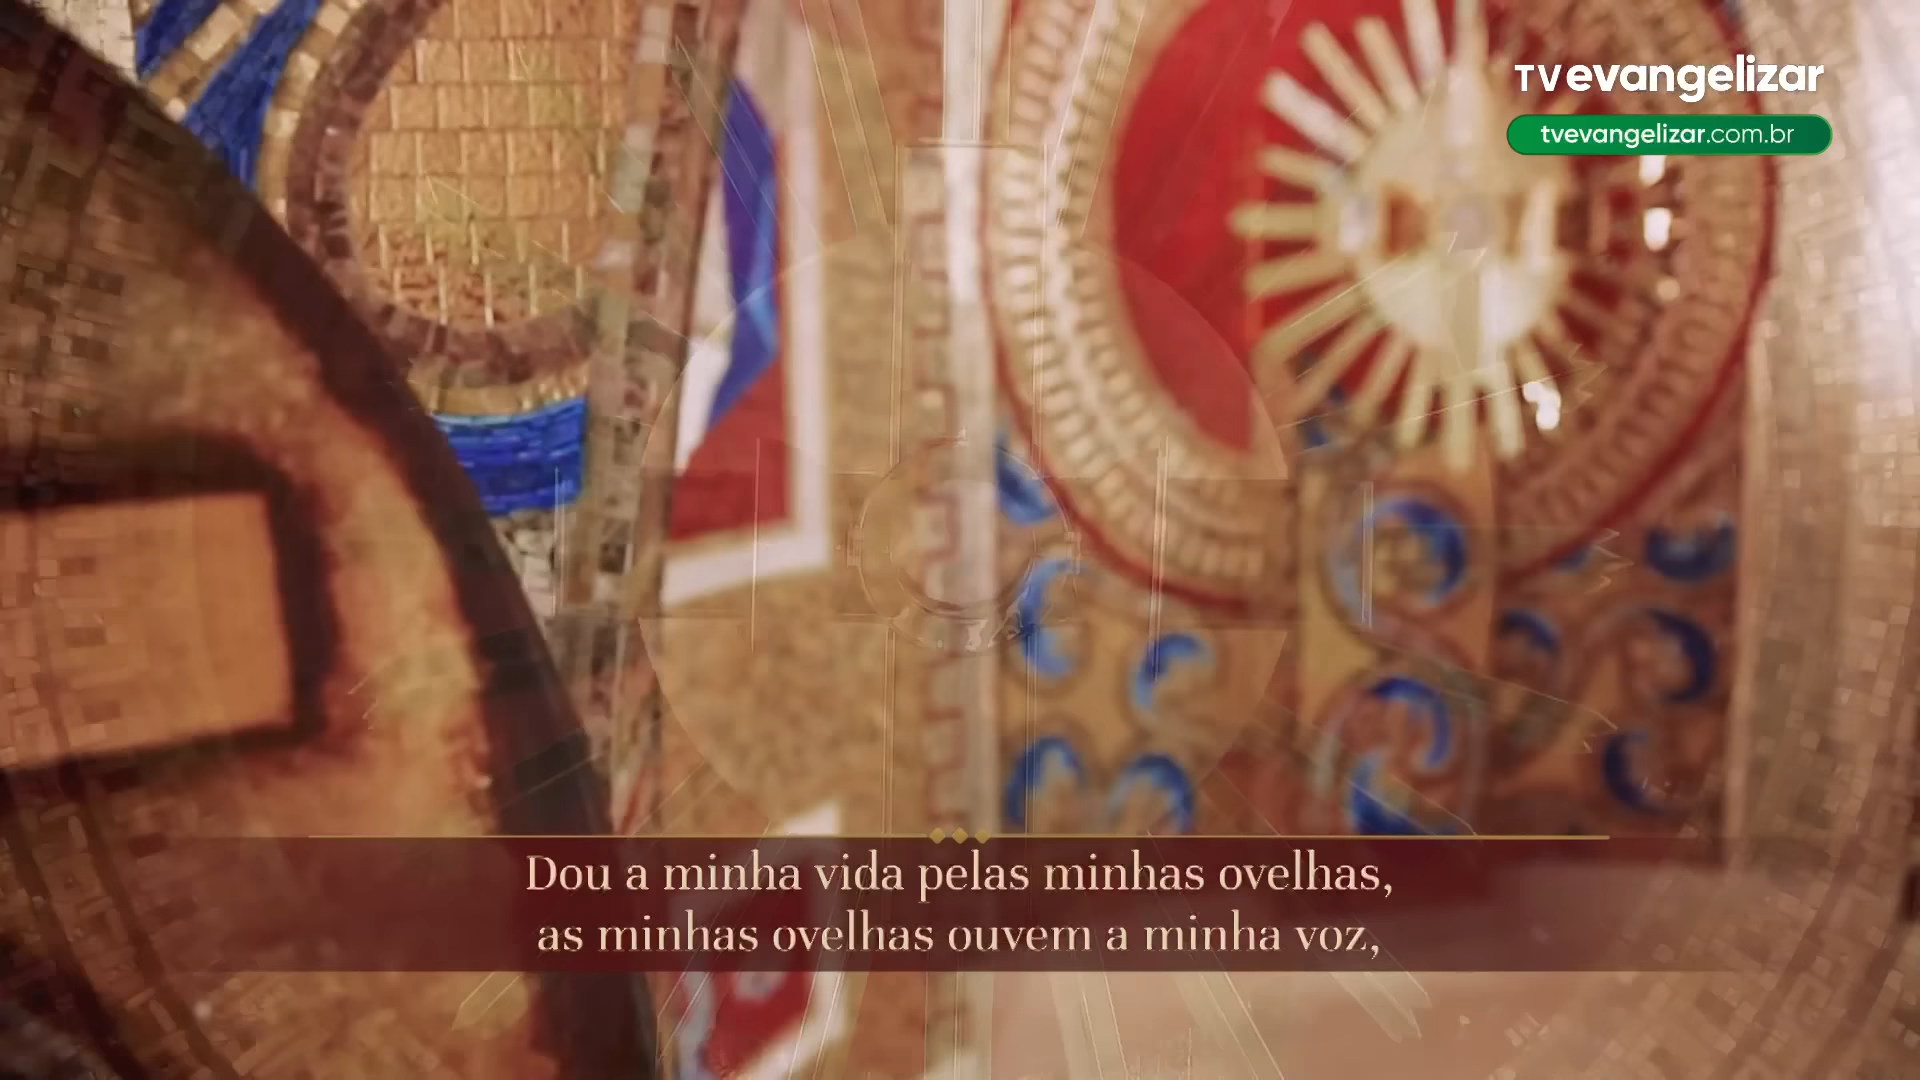 TVevangelizar
tvevangelizar.com.br
Dou a minha vida pelas minhas ovelhas,
as minhas ovelhas ouvem a minha voz,